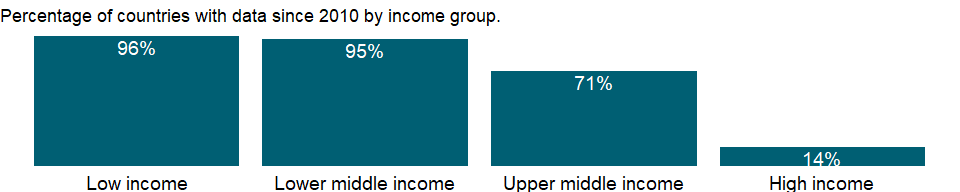 Percentage of countries with data since 2010 by income group.
96%
95%
71%
14%
Low income
Lower middle income
Upper middle income
High income